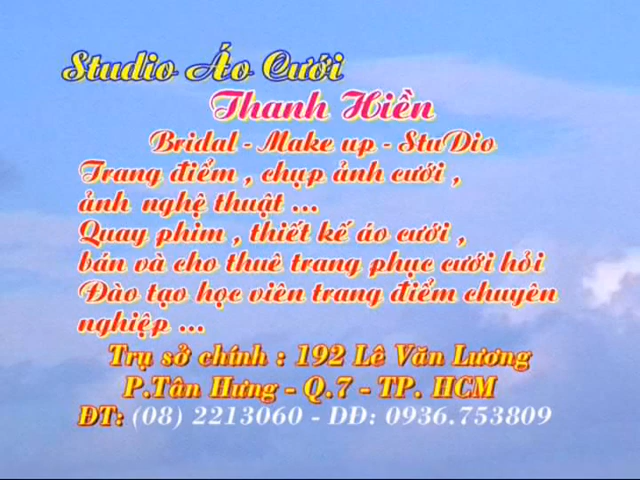 Studio Áo Cưới
Thanh Hiền
Bridal - Make up - StuDio
Trang điểm , chụp ảnh cưới ,
ảnh nghệ thuật ...
Quay phim , thiết kế áo cưới ,
bán và cho thuê trang phục cưới hỏi
Đào tạo học viên trang điểm chuyên
nghiệp ...
Trụ sở chính : 192 Lê Văn Lương
P.Tân Hưng - Q.7 - TP. HCM
ĐT: (08) 2213060 - DĐ: 0936.753809